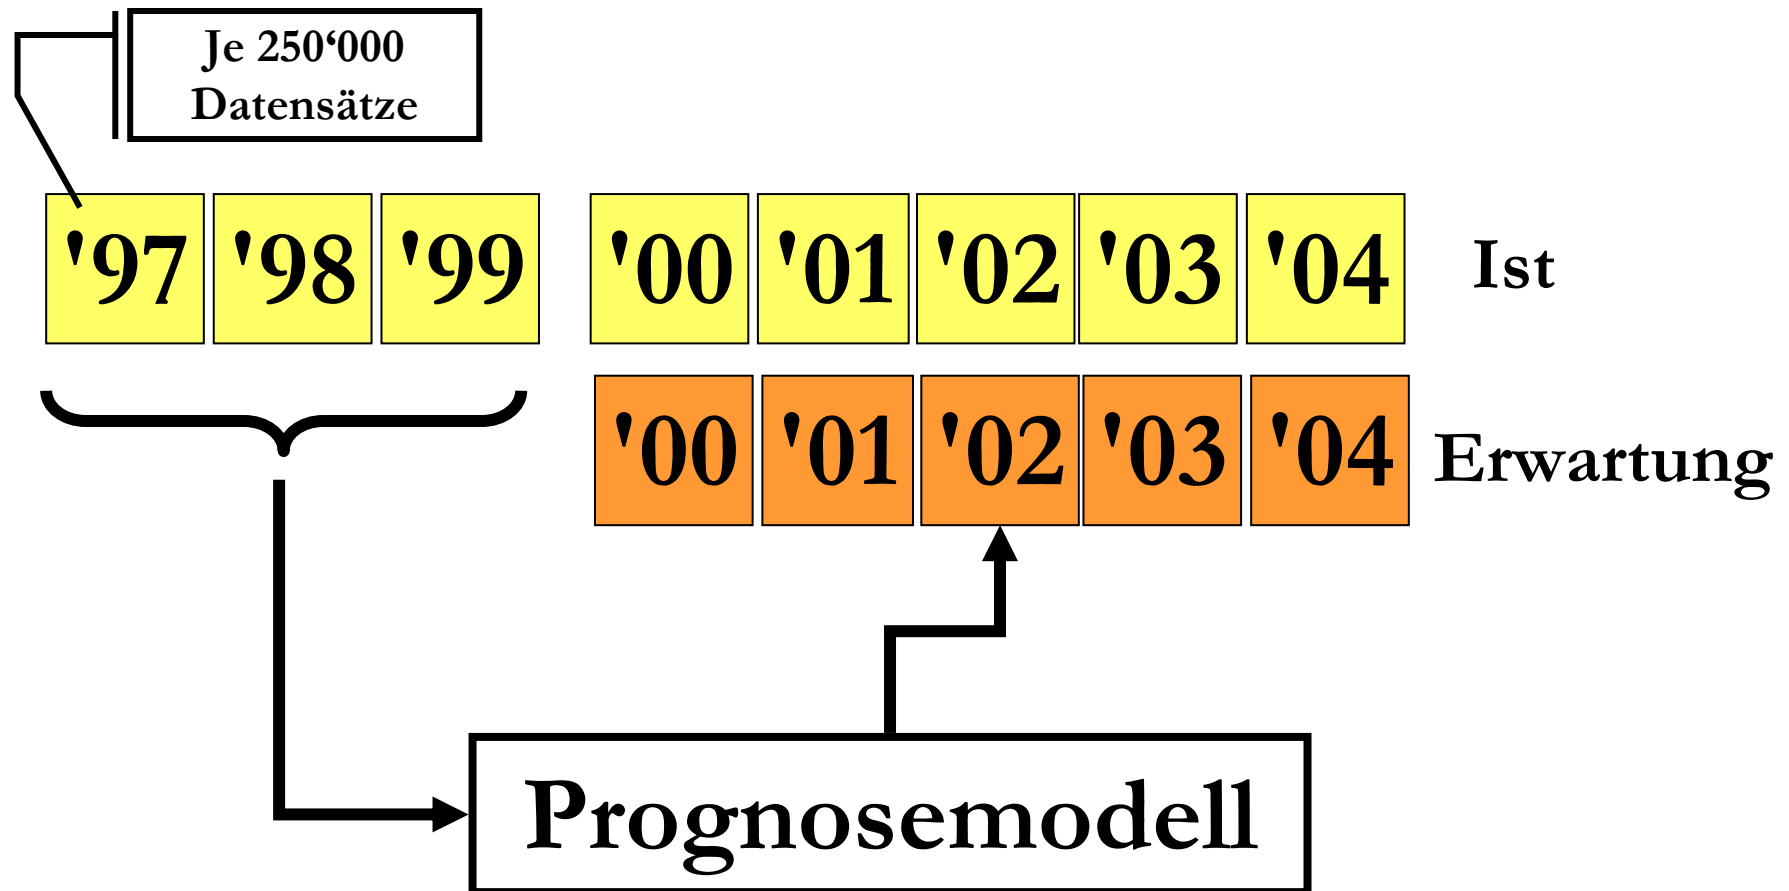 Je 250‘000
Datensätze
'97 '98 '99 '00 '01 '02 '03 '04 Ist
'00 '01 '02 '03 '04 Erwartung
Prognosemodell